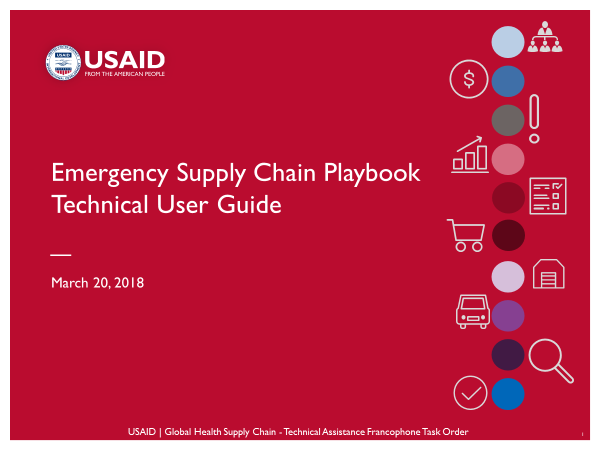 USAID
FROM THE AMERICAN PEOPLE
$
Emergency Supply Chain Playbook
Technical User Guide
March 20, 2018
USAID | Global Health Supply Chain - Technical Assistance Francophone Task Order